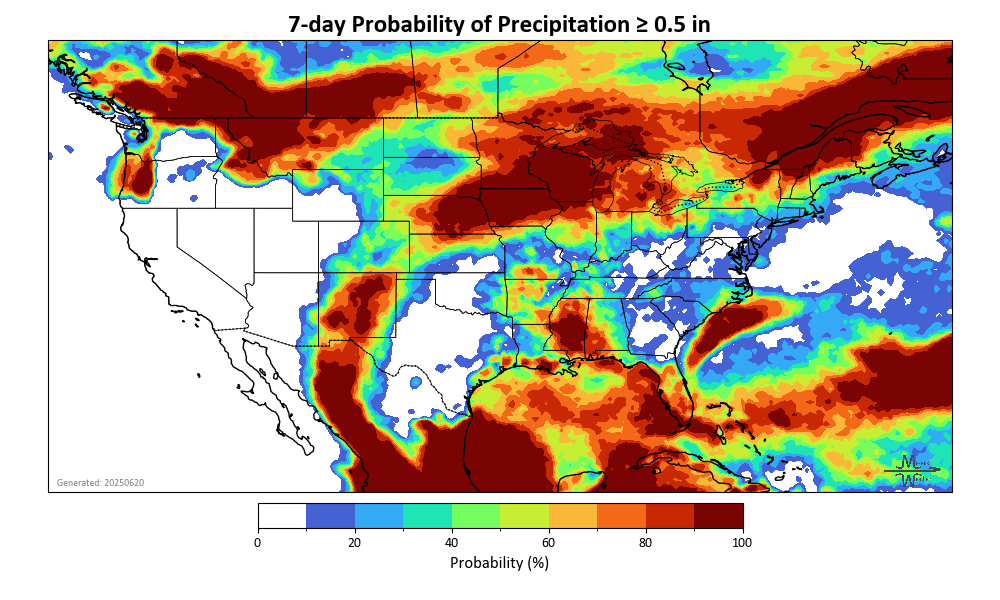 7-day Probability of Precipitation ≥ 0.5 in
Generated: 20250620
0 20 40 60 80 100
Probability (%)